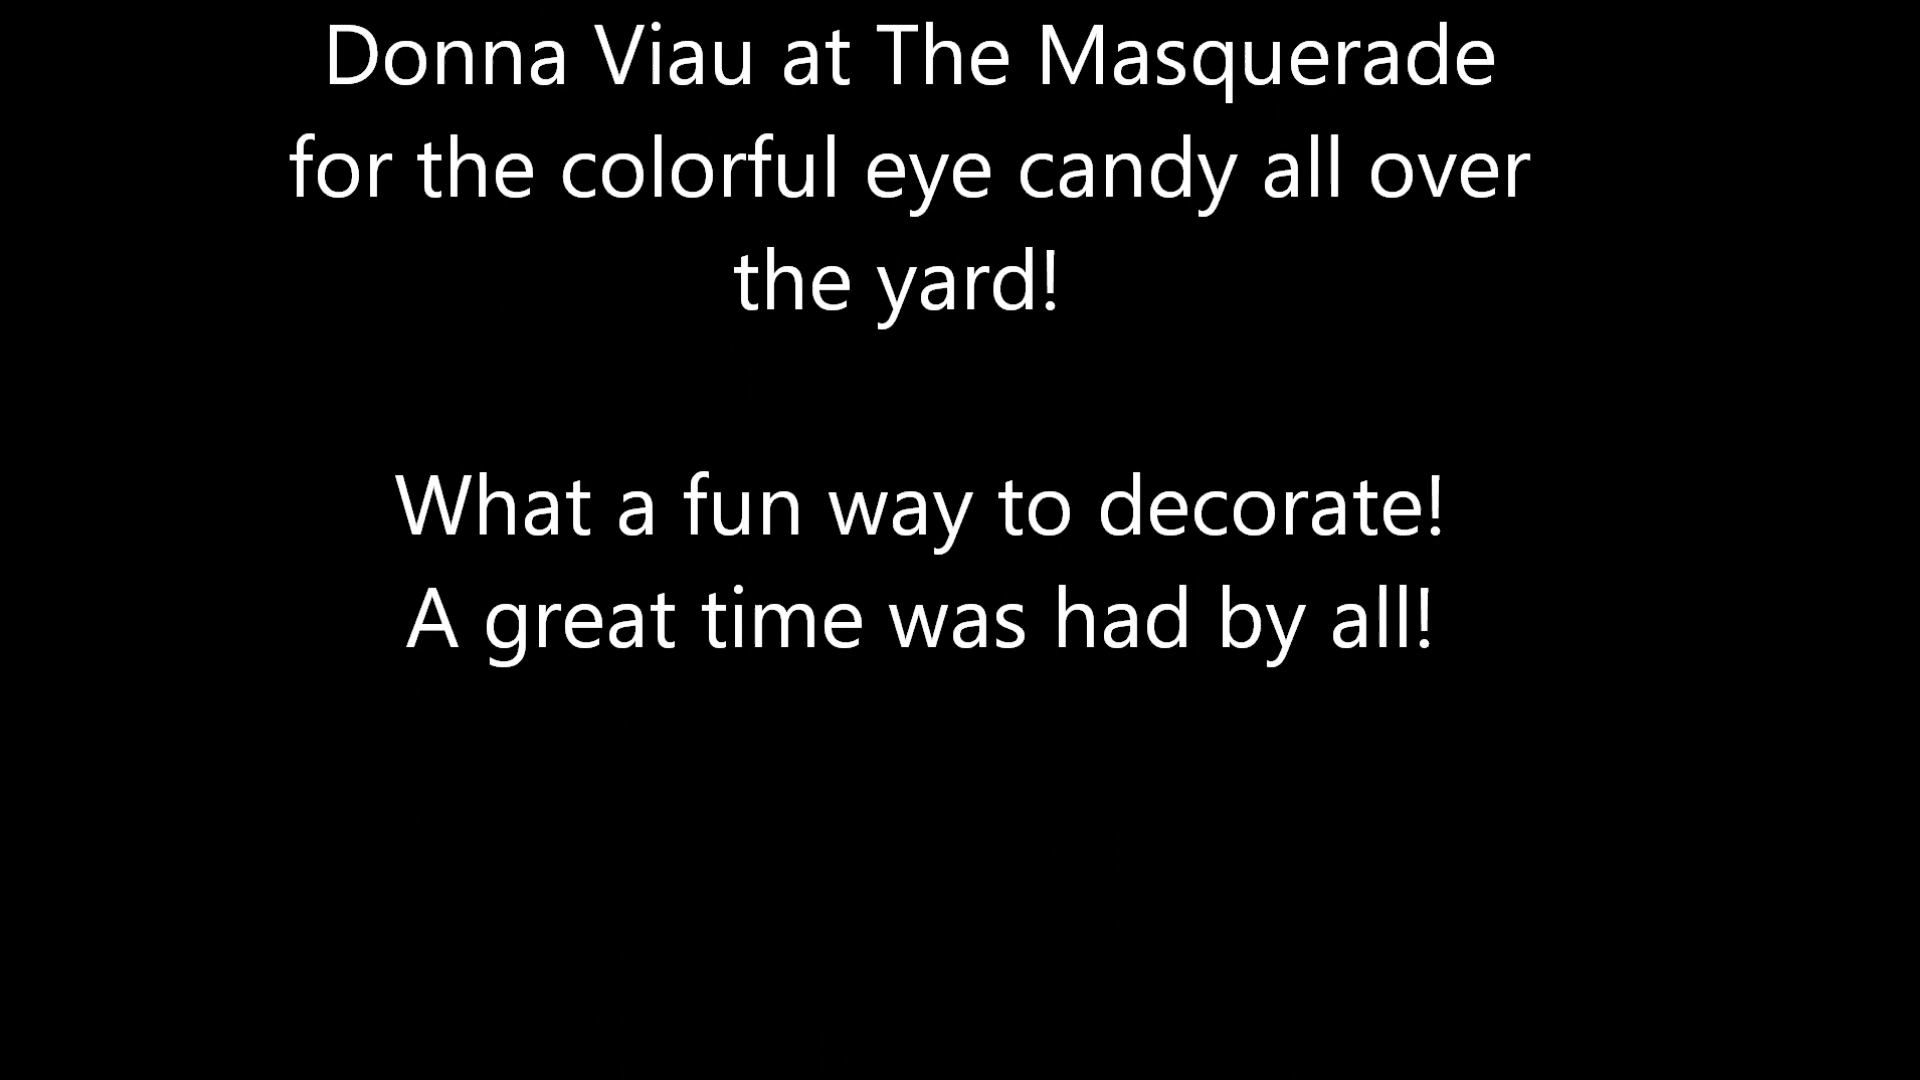 Donna Viau at The Masquerade
for the colorful eye candy all over
the yard!
What a fun way to decorate!
A great time was had by all!